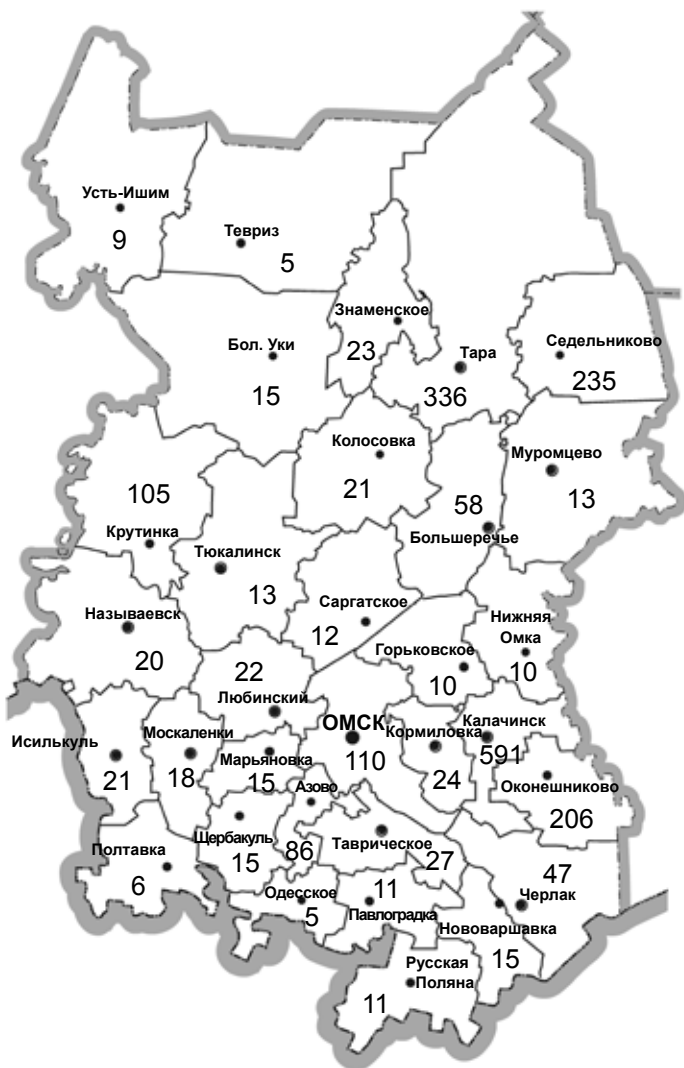 Усть-Ишим
9
Тевриз
5
Знаменское
23
Бол. Уки
15
Тара
336
Седельниково
235
Колосовка
21
Муромцево
13
105
Крутинка
58
Большеречье
Тюкалинск
13
Саргатское
12
Называевск
20
Нижняя
Омка
10
Горьковское
10
22
Любинский
ОМСК
110
Кормиловка
24
Калачинск
591
Исилькуль
21
Москаленки
18
Марьяновка
15
Азово
86
Оконешниково
206
Щербакуль
15
Таврическое
27
Полтавка
6
Одесское
5
11
Павлоградка
47
Черлак
Нововаршавка
15
Русская
Поляна
11